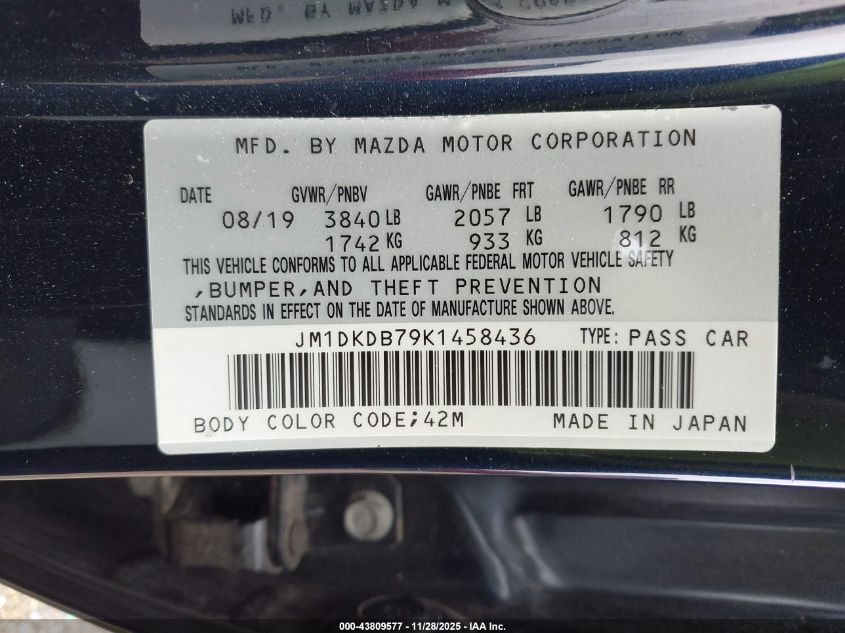 MFD. BY MAZDA M
MFD. BY MAZDA MOTOR CORPORATION
DATE GVWR/PNBV GAWR/PNBE FRT GAWR/PNBE RR
08/19 3840 LB 2057 LB 1790 LB
1742 KG 933 KG 812 KG
THIS VEHICLE CONFORMS TO ALL APPLICABLE FEDERAL MOTOR VEHICLE SAFETY
,BUMPER,AND THEFT PREVENTION
STANDARDS IN EFFECT ON THE DATE OF MANUFACTURE SHOWN ABOVE.
JM1DKDB79K1458436 TYPE: PASS CAR
BODY COLOR CODE;42M MADE IN JAPAN
000-43809577 - 11/28/2025 - IAA Inc.